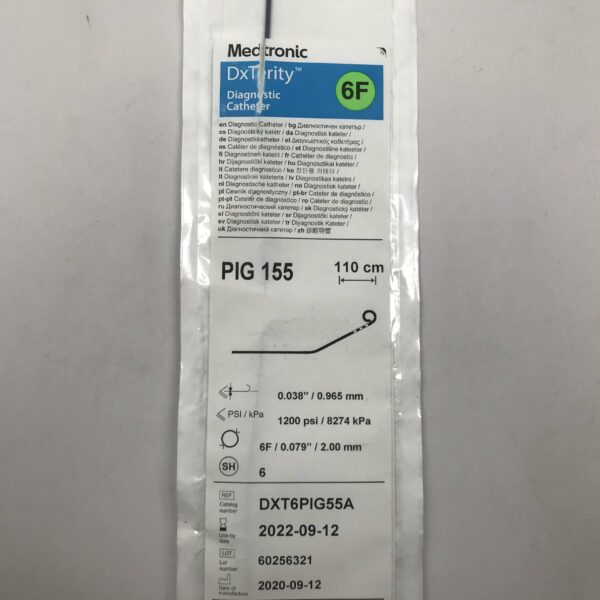 Medtronic
DxTerity™
Diagnostic
Catheter
6F
en Diagnostic Catheter / bg Диагностичен катетър /
cs Diagnostický katétr / da Diagnostisk kateter /
de Diagnostikkatheter / el Διαγνωστικός καθετήρας /
es Catéter de diagnóstico / et Diagnostiline kateeter /
fi Diagnostinen katetri / fr Cathéter de diagnostic /
hr Dijagnostički kateter / hu Diagnosztikai katéter /
it Catetere diagnostico / ko 진단용 카테터 /
lt Diagnostinis kateteris / lv Diagnostikas katetrs /
nl Diagnostische katheter / no Diagnostisk kateter /
pl Cewnik diagnostyczny / pt-br Cateter de diagnóstico /
pt-pt Cateter de diagnóstico / ro Cateter de diagnostic /
ru Диагностический катетер / sk Diagnostický katéter /
sl Diagnostični kateter / sr Dijagnostički kateter /
sv Diagnostisk kateter / tr Diyagnostik Kateter /
uk Діагностичний катетер / zh 诊断导管
PIG 155
110 cm
0.038" / 0.965 mm
PSI / kPa 1200 psi / 8274 kPa
6F / 0.079" / 2.00 mm
SH 6
REF
Catalog
number
DXT6PIG55A
Use by
date
2022-09-12
LOT
Lot
number
60256321
Date of
manufacture
2020-09-12